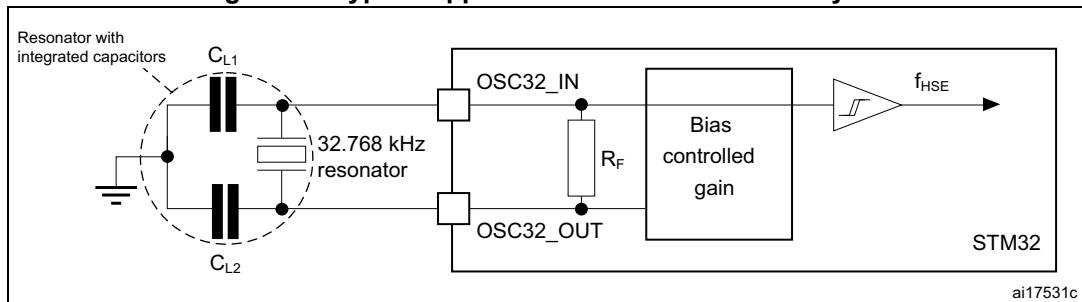 Resonator with
integrated capacitors
CL1
OSC32_IN
fHSE
32.768 kHz
resonator
RF
Bias
controlled
gain
OSC32_OUT
STM32
CL2
ai17531c